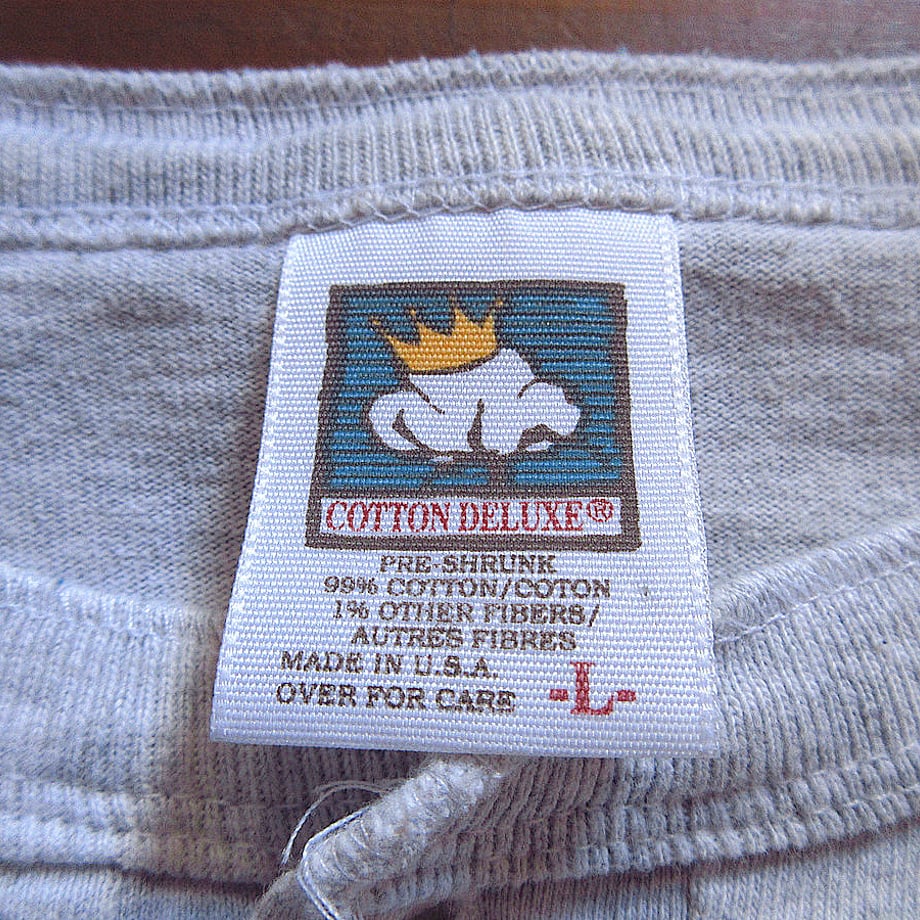 COTTON DELUXE®
PRE-SHRUNK
99% COTTON/COTON
1% OTHER FIBERS/
AUTRES FIBRES
MADE IN U.S.A.
OVER FOR CARE -L-